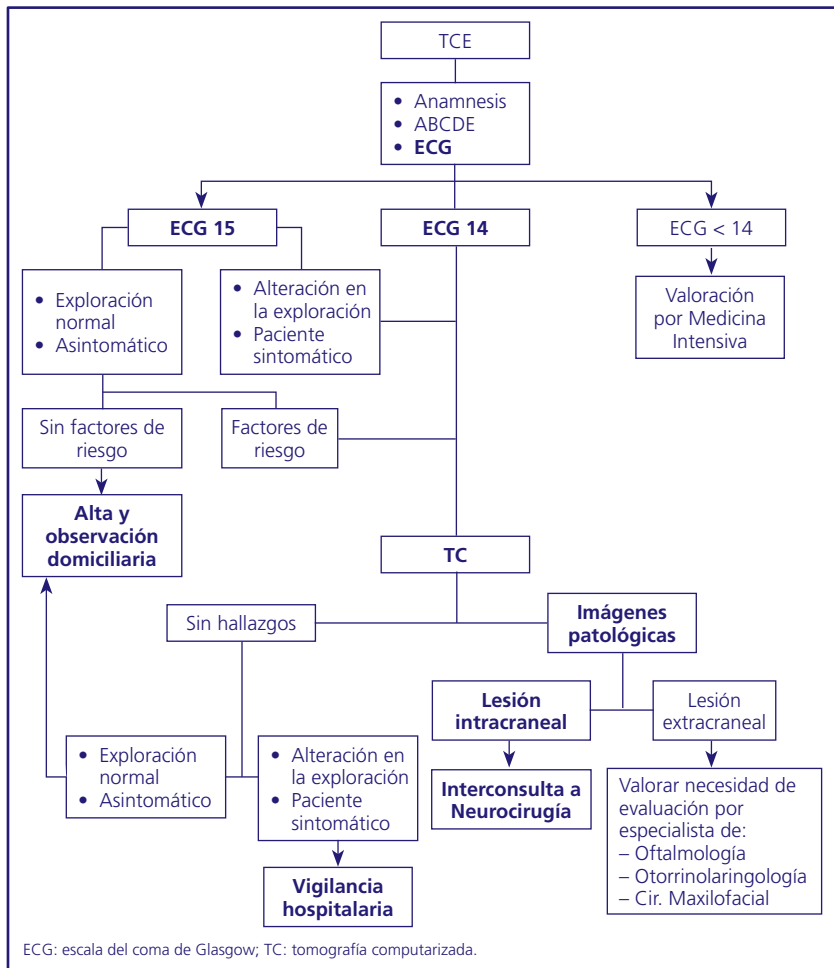 TCE
• Anamnesis
• ABCDE
• ECG
ECG 15
ECG 14
ECG < 14
• Exploración
normal
• Asintomático
• Alteración en
la exploración
• Paciente
sintomático
Valoración
por Medicina
Intensiva
Sin factores de
riesgo
Factores de
riesgo
Alta y
observación
domiciliaria
TC
Sin hallazgos
Imágenes
patológicas
Lesión
intracraneal
Lesión
extracraneal
• Exploración
normal
• Asintomático
• Alteración en
la exploración
• Paciente
sintomático
Interconsulta a
Neurocirugía
Valorar necesidad de
evaluación por
especialista de:
– Oftalmología
– Otorrinolaringología
– Cir. Maxilofacial
Vigilancia
hospitalaria
ECG: escala del coma de Glasgow; TC: tomografía computarizada.